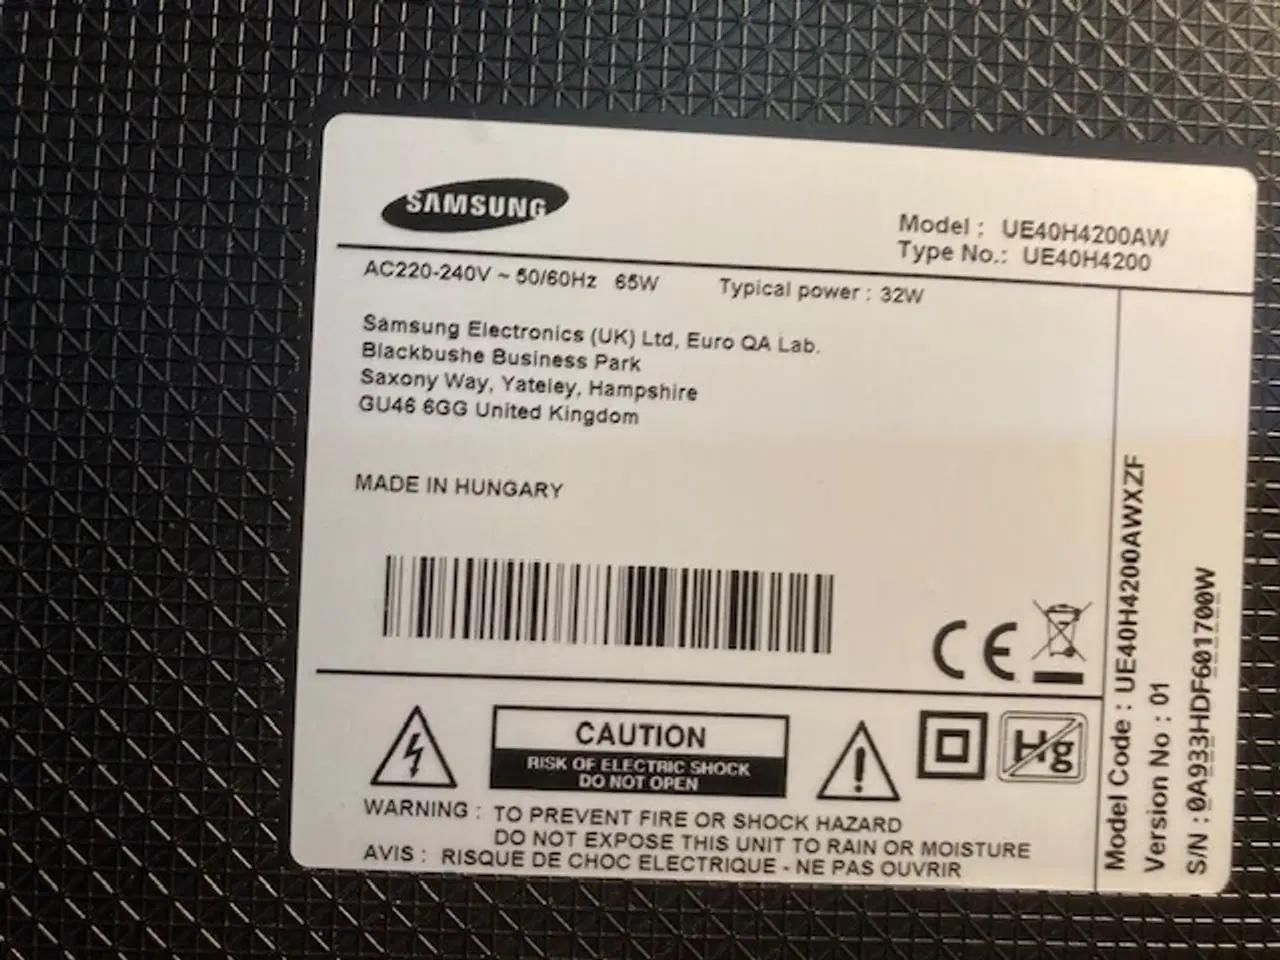 SAMSUNG
Model : UE40H4200AW
Type No.: UE40H4200
AC220-240V ~ 50/60Hz 65W Typical power : 32W
Samsung Electronics (UK) Ltd, Euro QA Lab.
Blackbushe Business Park
Saxony Way, Yateley, Hampshire
GU46 6GG United Kingdom
MADE IN HUNGARY
CE
CAUTION
RISK OF ELECTRIC SHOCK
DO NOT OPEN
Hg
WARNING : TO PREVENT FIRE OR SHOCK HAZARD
DO NOT EXPOSE THIS UNIT TO RAIN OR MOISTURE
AVIS : RISQUE DE CHOC ELECTRIQUE - NE PAS OUVRIR
Model Code : UE40H4200AWXZF
Version No : 01
S/N : 0A933HDF601700W